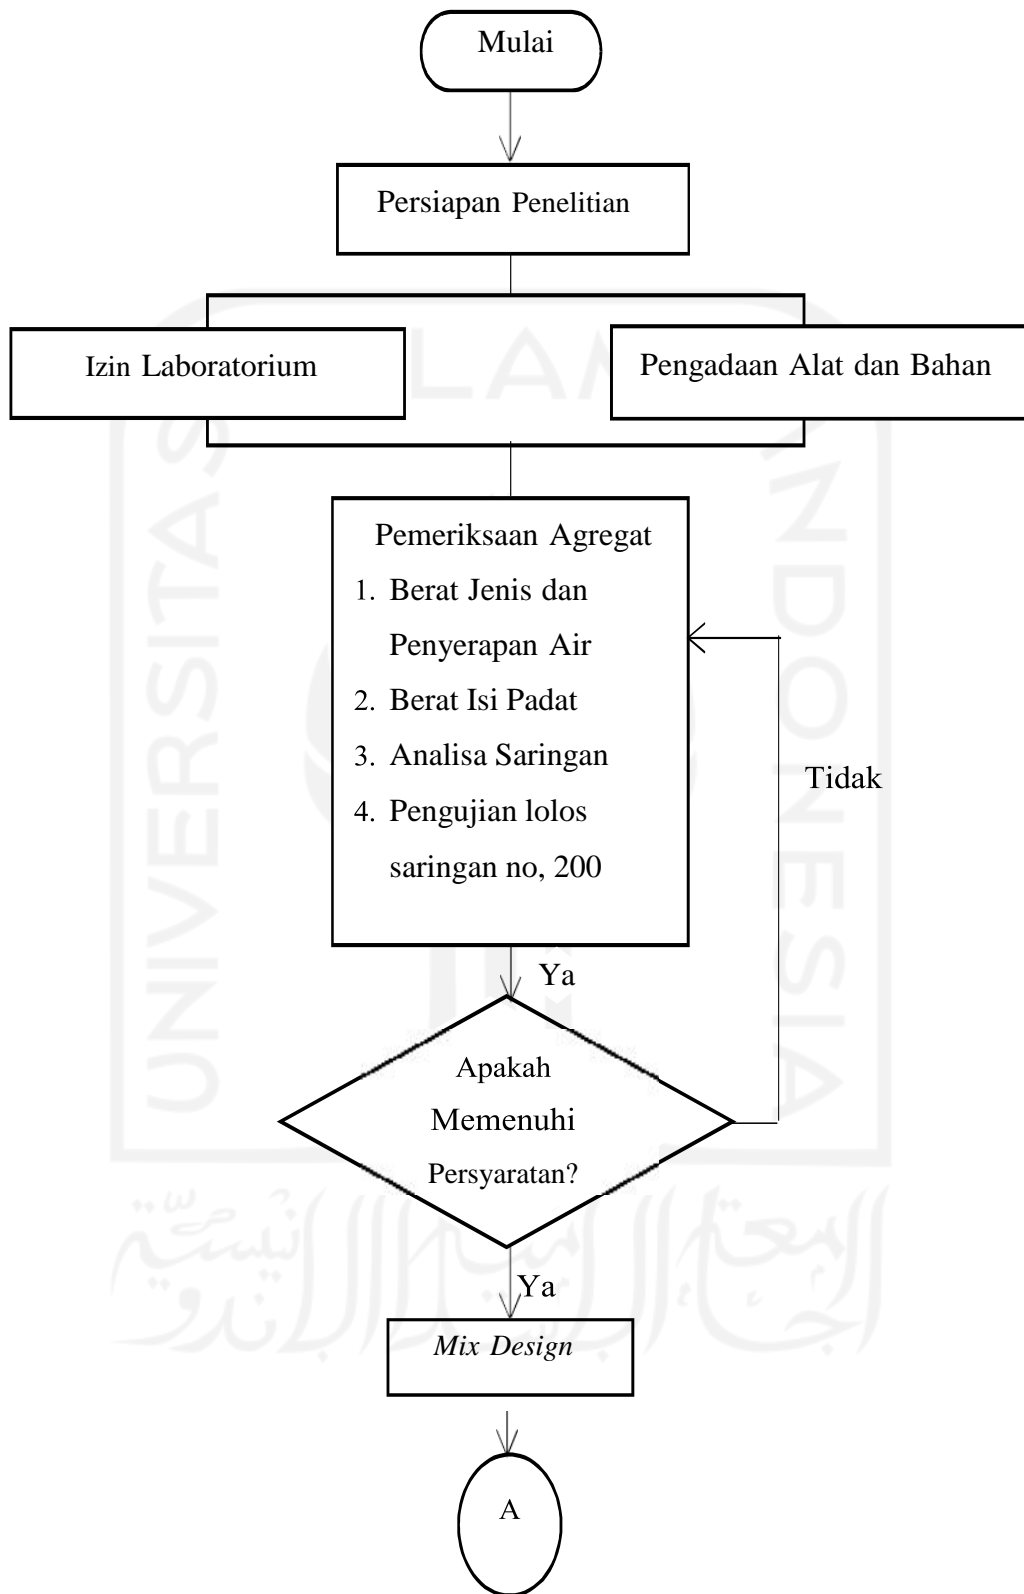 Mulai
Persiapan Penelitian
Izin Laboratorium
Pengadaan Alat dan Bahan
Pemeriksaan Agregat
1. Berat Jenis dan
Penyerapan Air
2. Berat Isi Padat
3. Analisa Saringan
4. Pengujian lolos
saringan no, 200
Tidak
Ya
Apakah
Memenuhi
Persyaratan?
Ya
Mix Design
A
UNIVERSITAS
INDONESIA